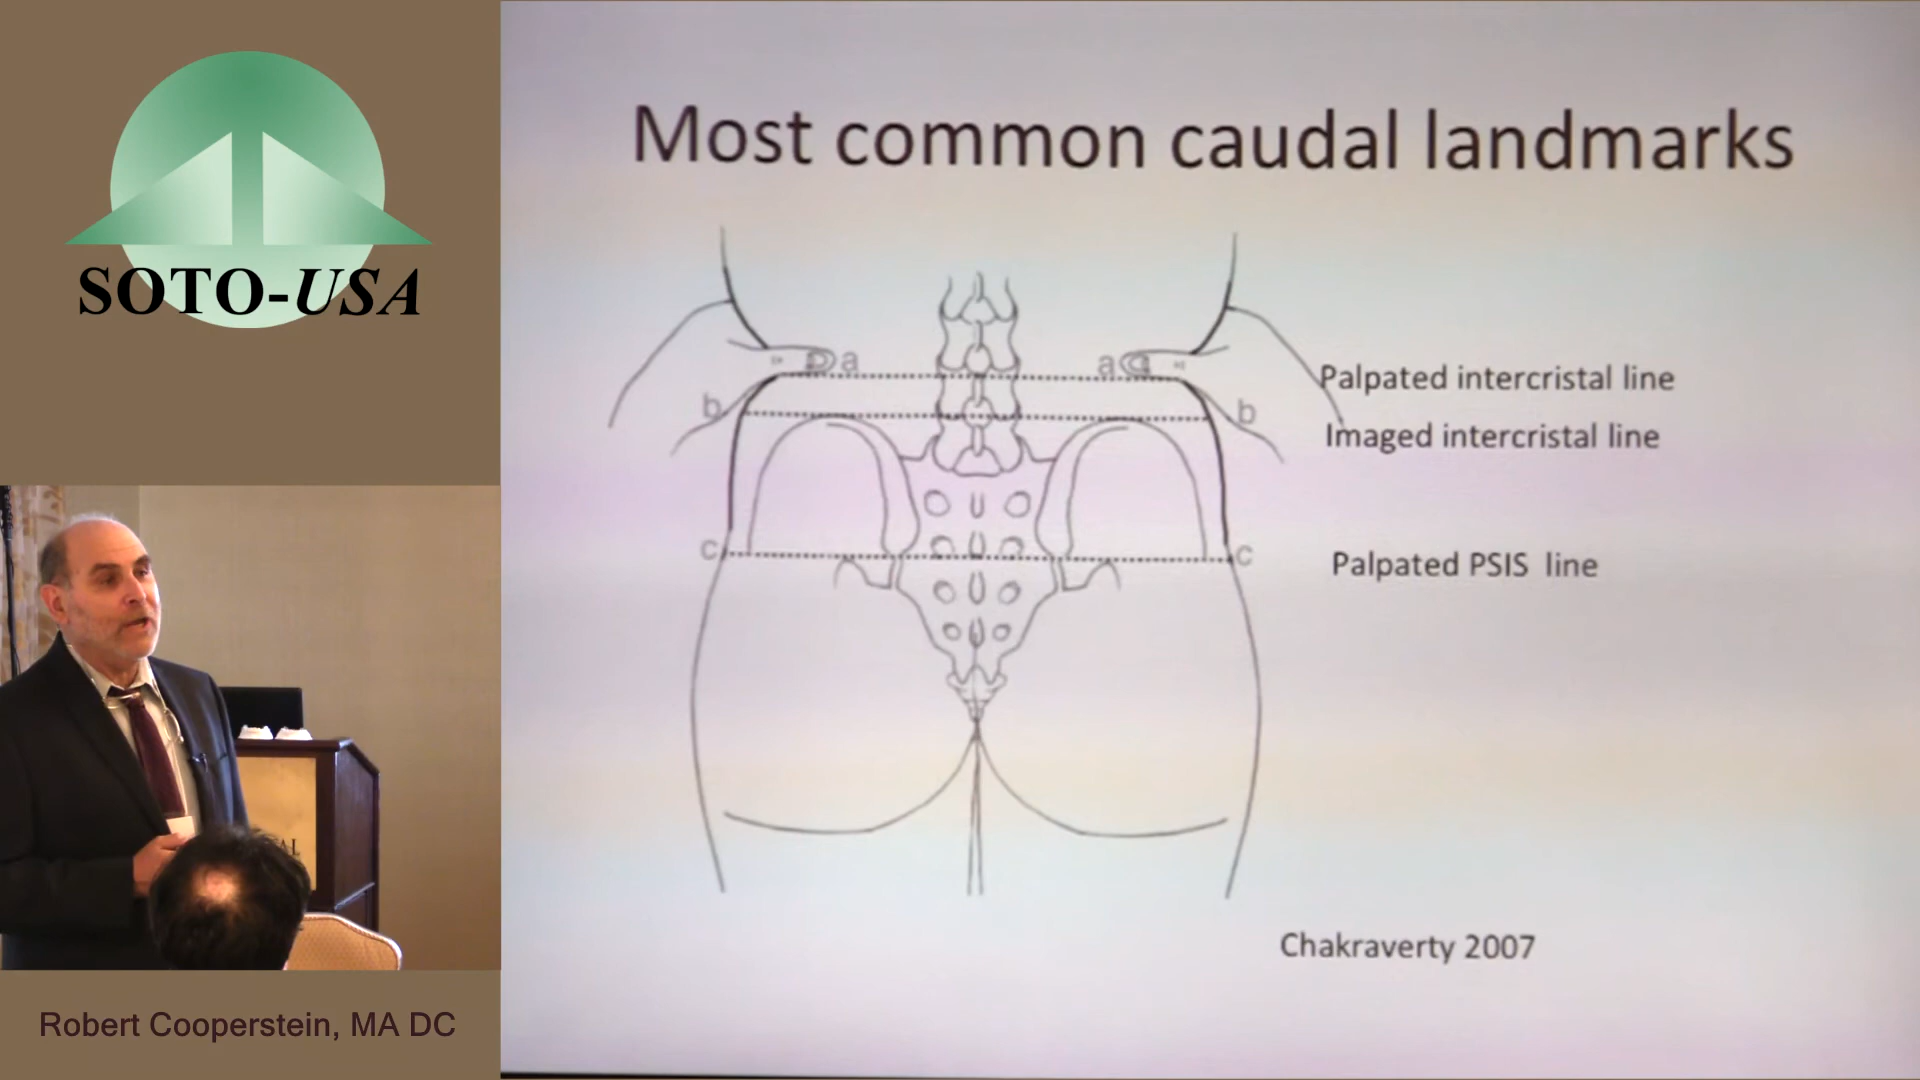 SOTO-USA
Most common caudal landmarks
a
a
Palpated intercristal line
b
b
Imaged intercristal line
c
c
Palpated PSIS line
Chakraverty 2007
Robert Cooperstein, MA DC